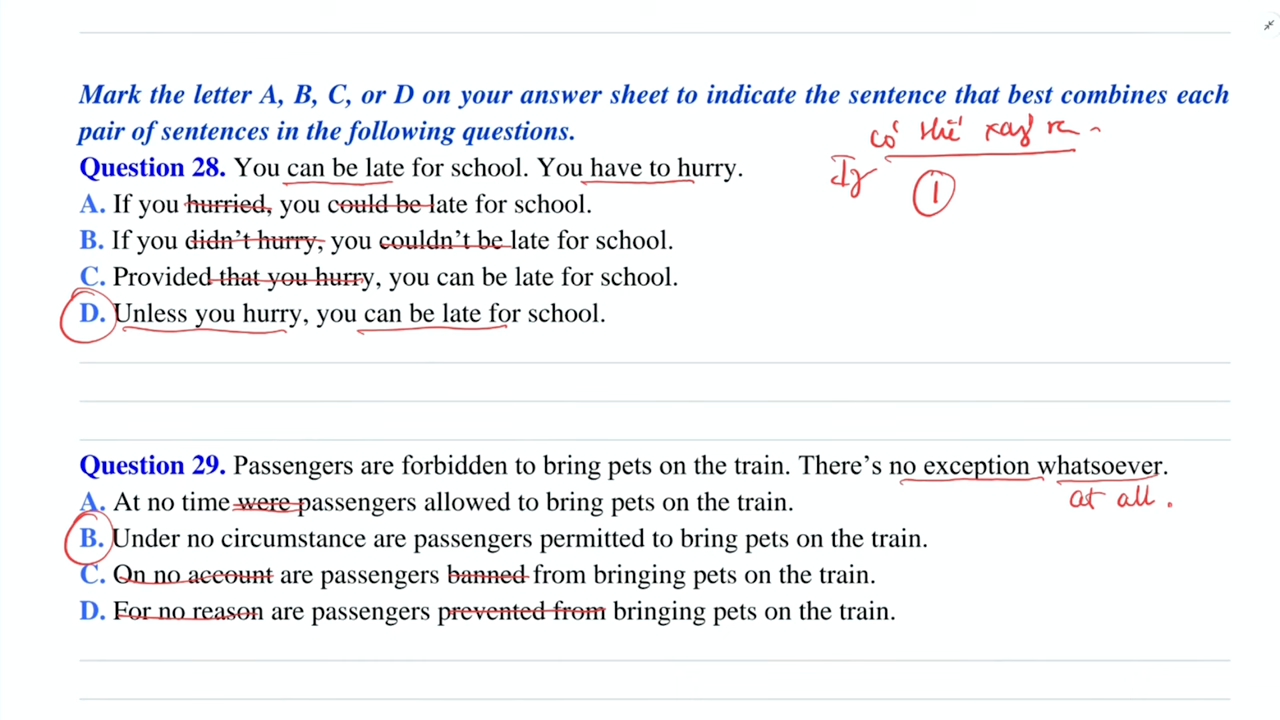 Mark the letter A, B, C, or D on your answer sheet to indicate the sentence that best combines each
pair of sentences in the following questions.
có thể xảy ra
Question 28. You can be late for school. You have to hurry.
If
1
A. If you hurried, you could be late for school.
B. If you didn't hurry, you couldn't be late for school.
C. Provided that you hurry, you can be late for school.
D. Unless you hurry, you can be late for school.
Question 29. Passengers are forbidden to bring pets on the train. There's no exception whatsoever.
at all.
A. At no time were passengers allowed to bring pets on the train.
B. Under no circumstance are passengers permitted to bring pets on the train.
C. On no account are passengers banned from bringing pets on the train.
D. For no reason are passengers prevented from bringing pets on the train.